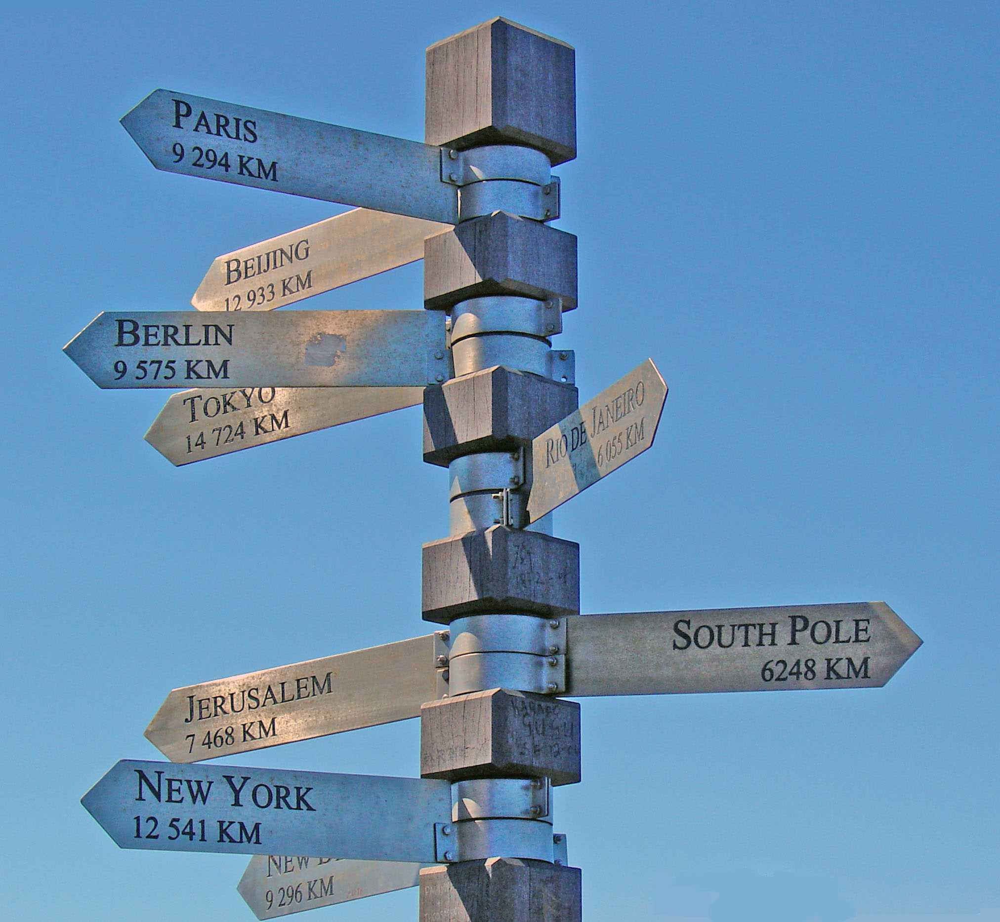 PARIS
9 294 KM
BEIJING
12 933 KM
BERLIN
9 575 KM
TOKYO
14 724 KM
RIO DE JANEIRO
6 055 KM
SOUTH POLE
6248 KM
JERUSALEM
7 468 KM
NEW YORK
12 541 KM
NEW
9 296 KM